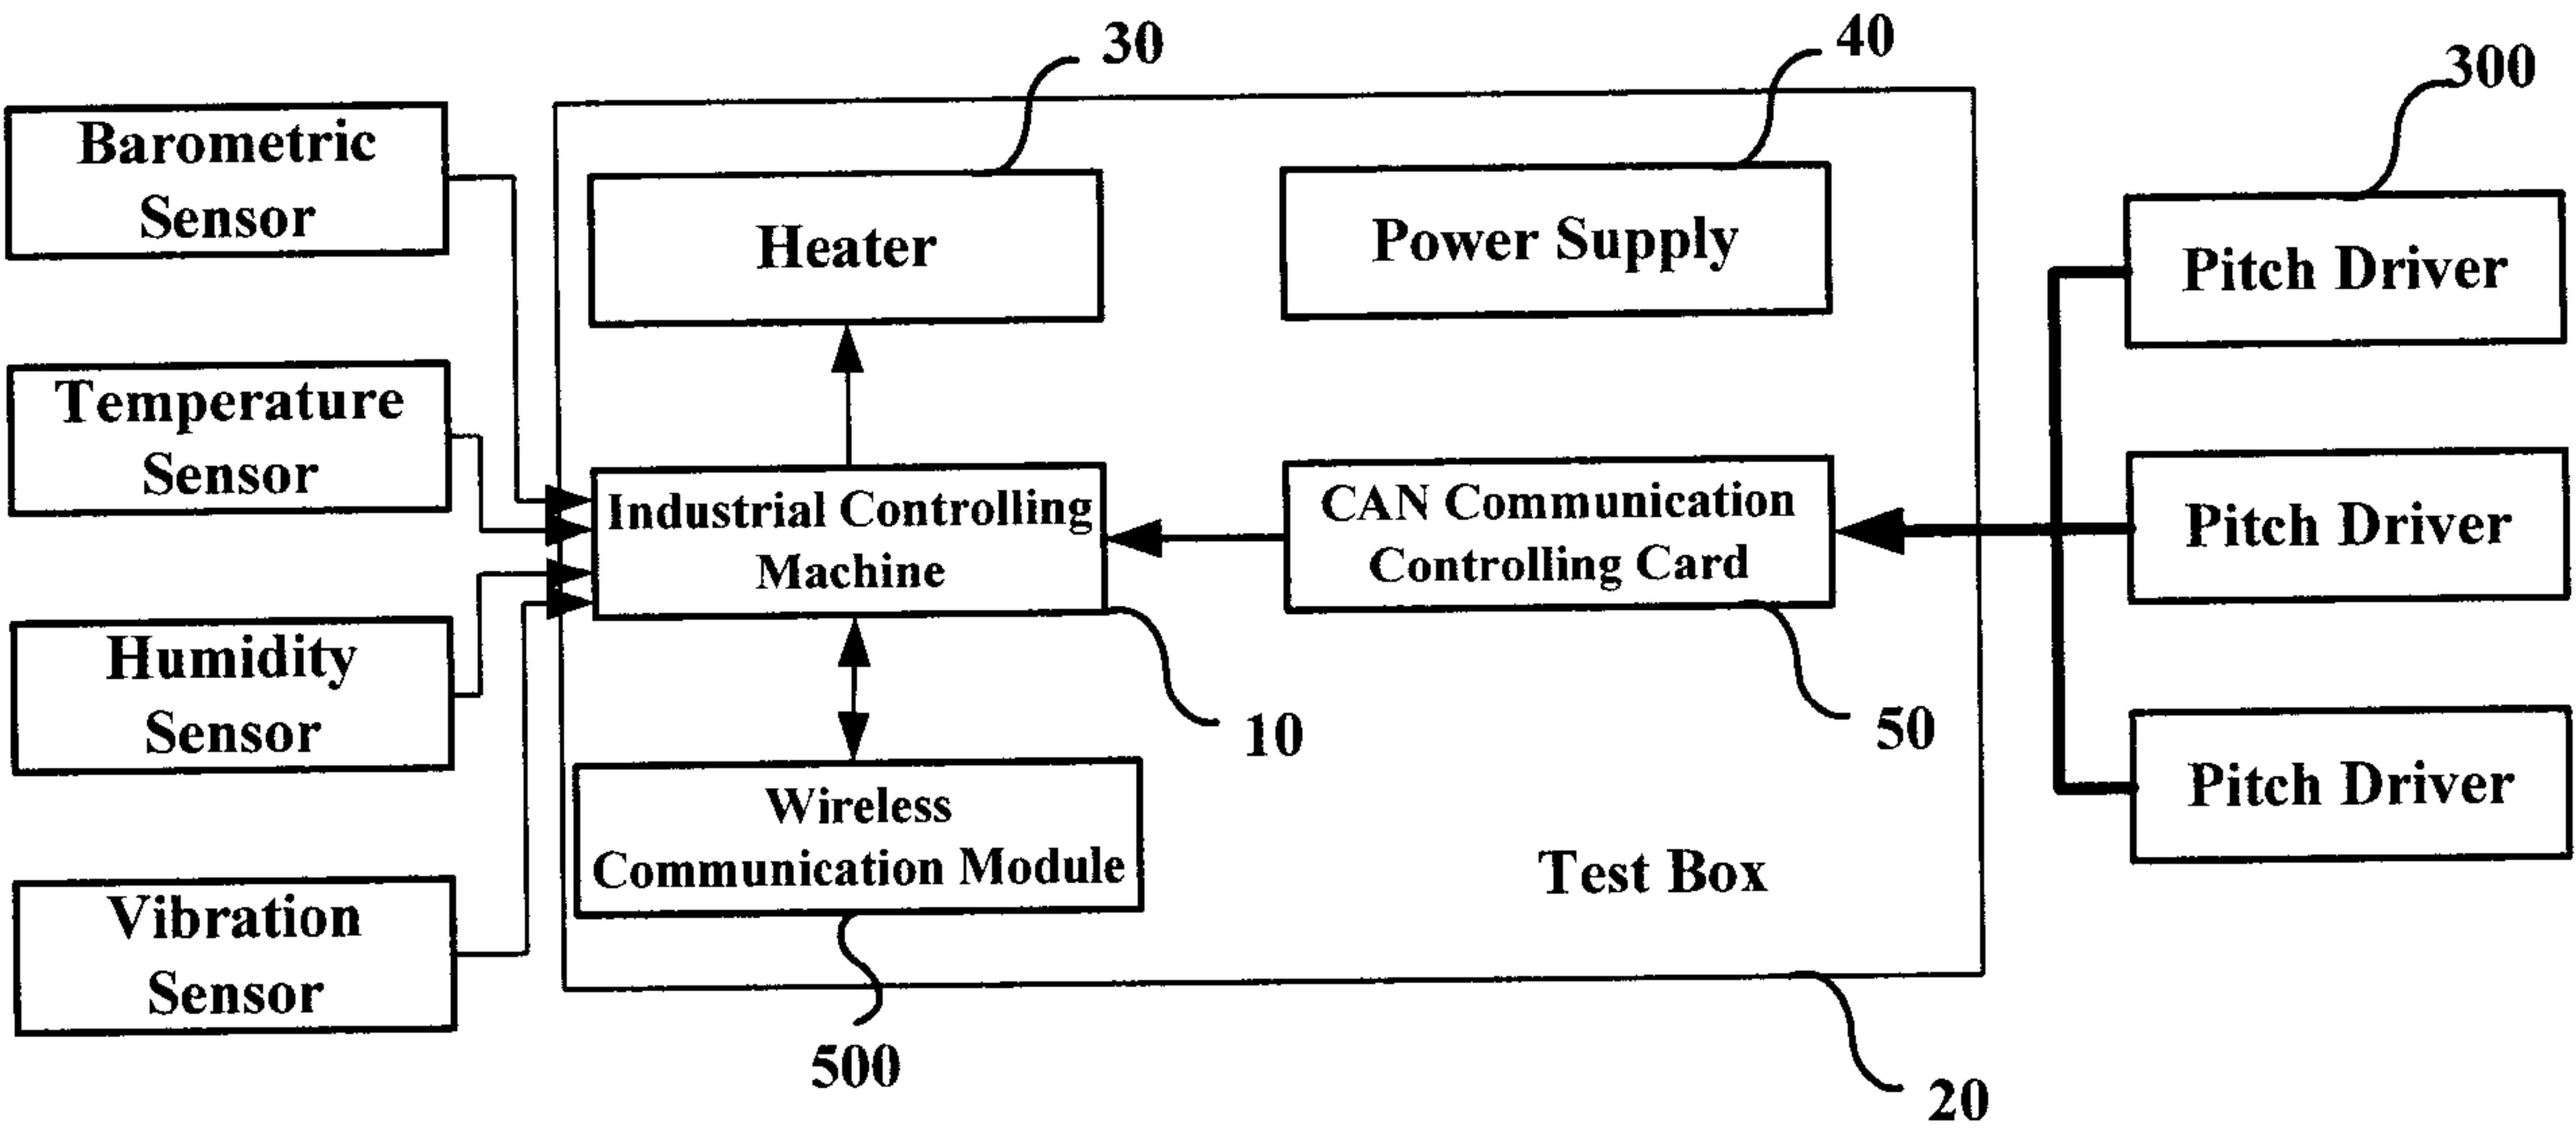 30
40
300
Barometric
Sensor
Heater
Power Supply
Pitch Driver
Temperature
Sensor
Industrial Controlling
Machine
CAN Communication
Controlling Card
Pitch Driver
Humidity
Sensor
10
50
Wireless
Communication Module
Pitch Driver
Test Box
Vibration
Sensor
500
20